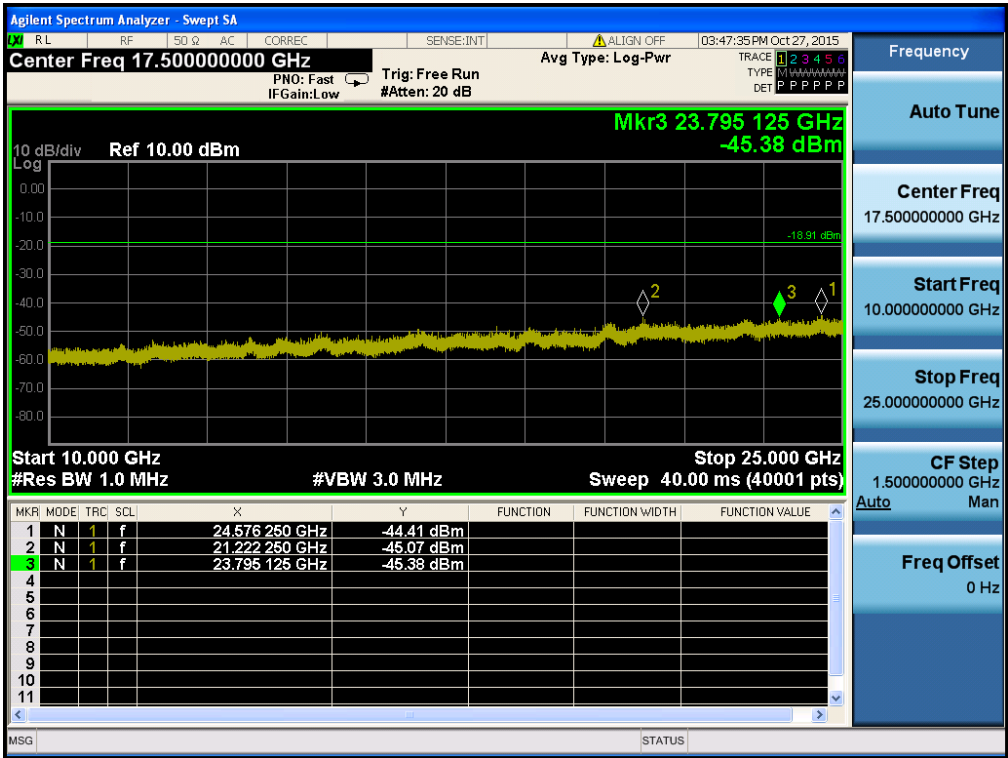 Agilent Spectrum Analyzer - Swept SA
LXI RL RF 50 Ω AC CORREC SENSE:INT ALIGN OFF 03:47:35 PM Oct 27, 2015
Center Freq 17.500000000 GHz
PNO: Fast
IFGain:Low
Trig: Free Run
#Atten: 20 dB
Avg Type: Log-Pwr
TRACE 1 2 3 4 5 6
TYPE M
DET P P P P P P
Mkr3 23.795 125 GHz
-45.38 dBm
10 dB/div Ref 10.00 dBm
Log
0.00
-10.0
-18.91 dBm
-20.0
-30.0
2 3 1
-40.0
-50.0
-60.0
-70.0
-80.0
Start 10.000 GHz Stop 25.000 GHz
#Res BW 1.0 MHz #VBW 3.0 MHz Sweep 40.00 ms (40001 pts)
MKR MODE TRC SCL X Y FUNCTION FUNCTION WIDTH FUNCTION VALUE
1 N 1 f 24.576 250 GHz -44.41 dBm
2 N 1 f 21.222 250 GHz -45.07 dBm
3 N 1 f 23.795 125 GHz -45.38 dBm
4
5
6
7
8
9
10
11
MSG STATUS
Frequency
Auto Tune
Center Freq
17.500000000 GHz
Start Freq
10.000000000 GHz
Stop Freq
25.000000000 GHz
CF Step
1.500000000 GHz
Auto Man
Freq Offset
0 Hz